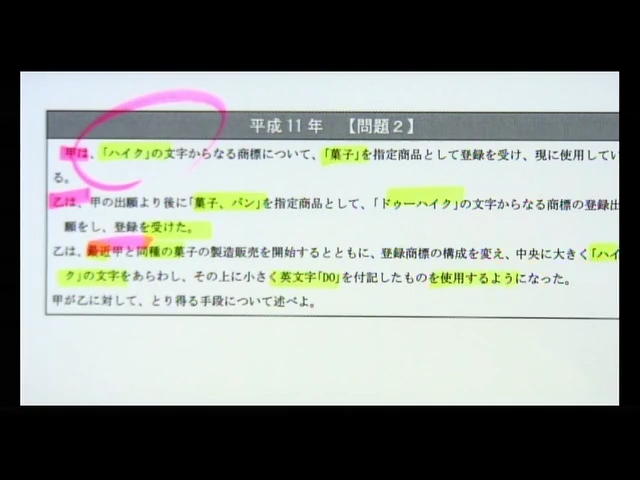 平成11年 【問題2】
甲は、「ハイク」の文字からなる商標について、「菓子」を指定商品として登録を受け、現に使用してい
る。
乙は、甲の出願より後に「菓子、パン」を指定商品として、「ドゥーハイク」の文字からなる商標の登録出
願をし、登録を受けた。
乙は、最近甲と同種の菓子の製造販売を開始するとともに、登録商標の構成を変え、中央に大きく「ハイ
ク」の文字をあらわし、その上に小さく英文字「DO」を付記したものを使用するようになった。
甲が乙に対して、とり得る手段について述べよ。